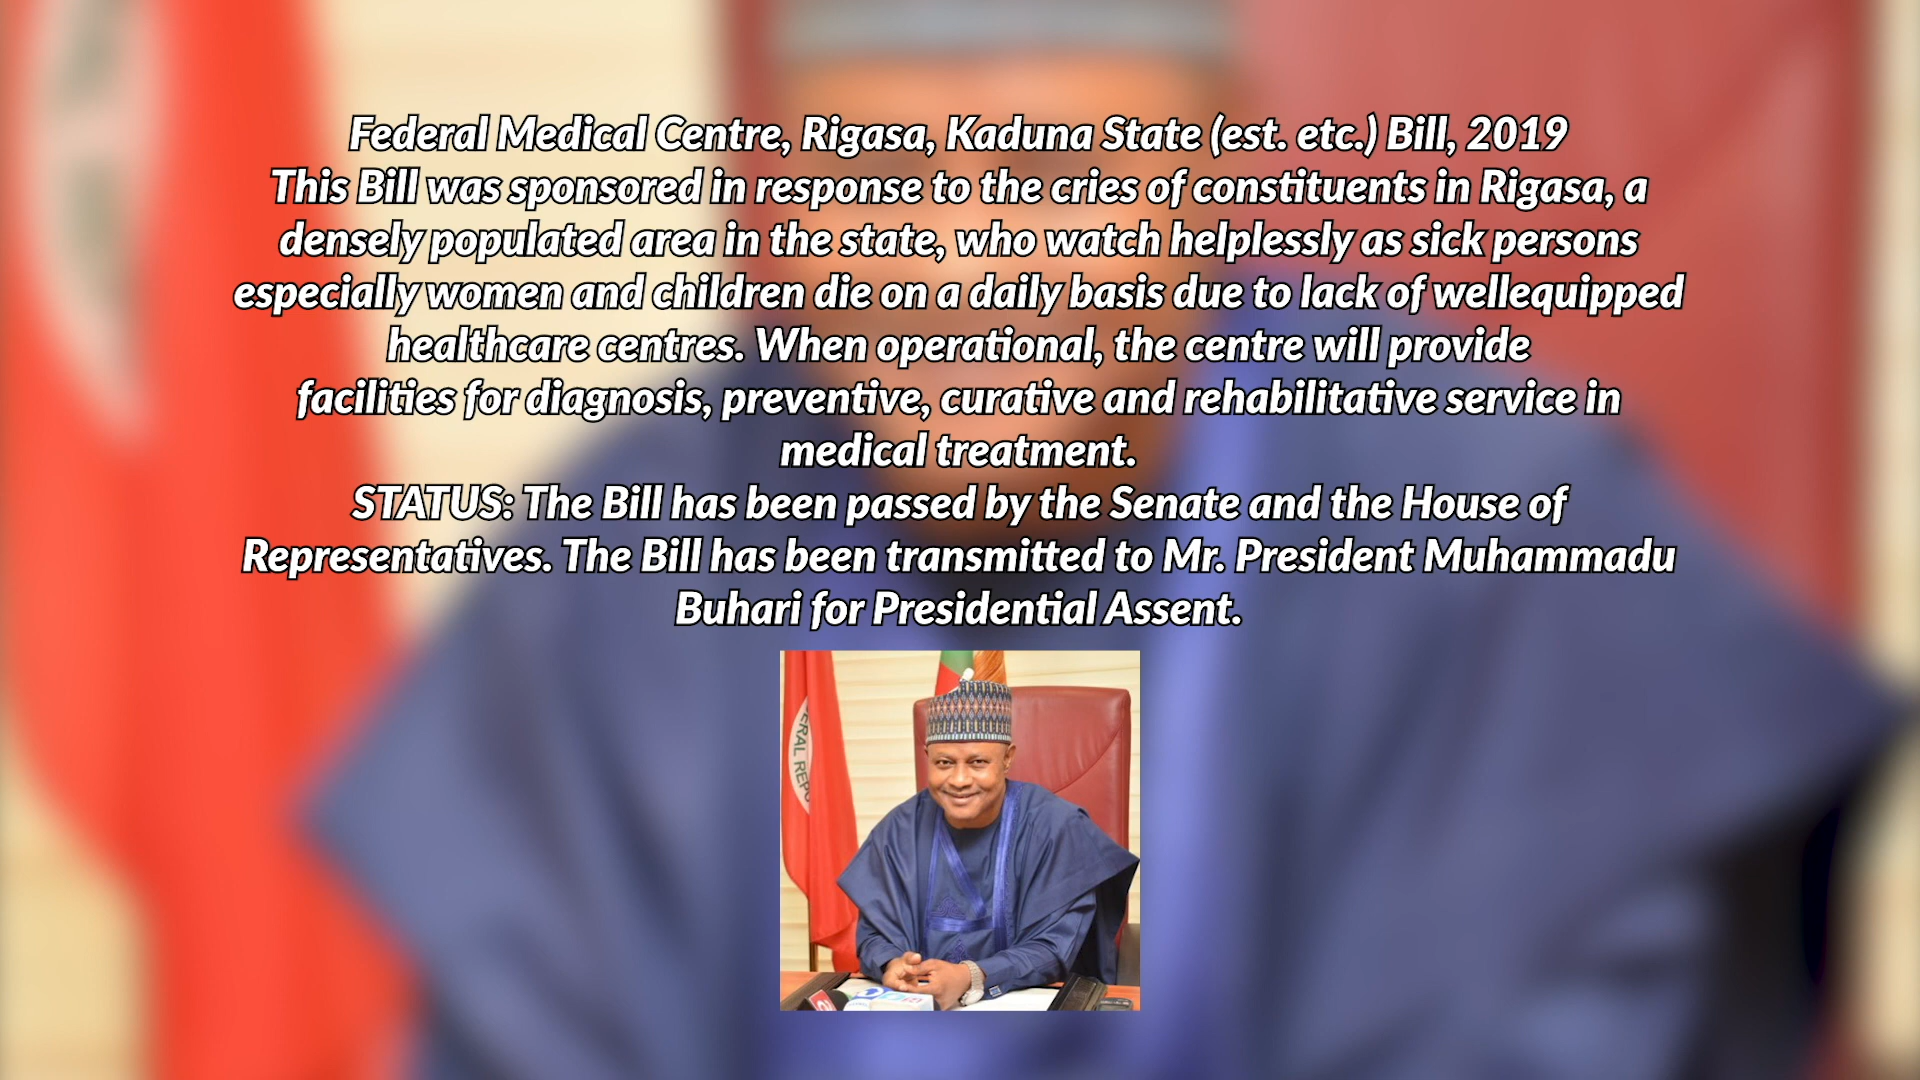 Federal Medical Centre, Rigasa, Kaduna State (est. etc.) Bill, 2019
This Bill was sponsored in response to the cries of constituents in Rigasa, a
densely populated area in the state, who watch helplessly as sick persons
especially women and children die on a daily basis due to lack of wellequipped
healthcare centres. When operational, the centre will provide
facilities for diagnosis, preventive, curative and rehabilitative service in
medical treatment.
STATUS: The Bill has been passed by the Senate and the House of
Representatives. The Bill has been transmitted to Mr. President Muhammadu
Buhari for Presidential Assent.
ERAL REPU